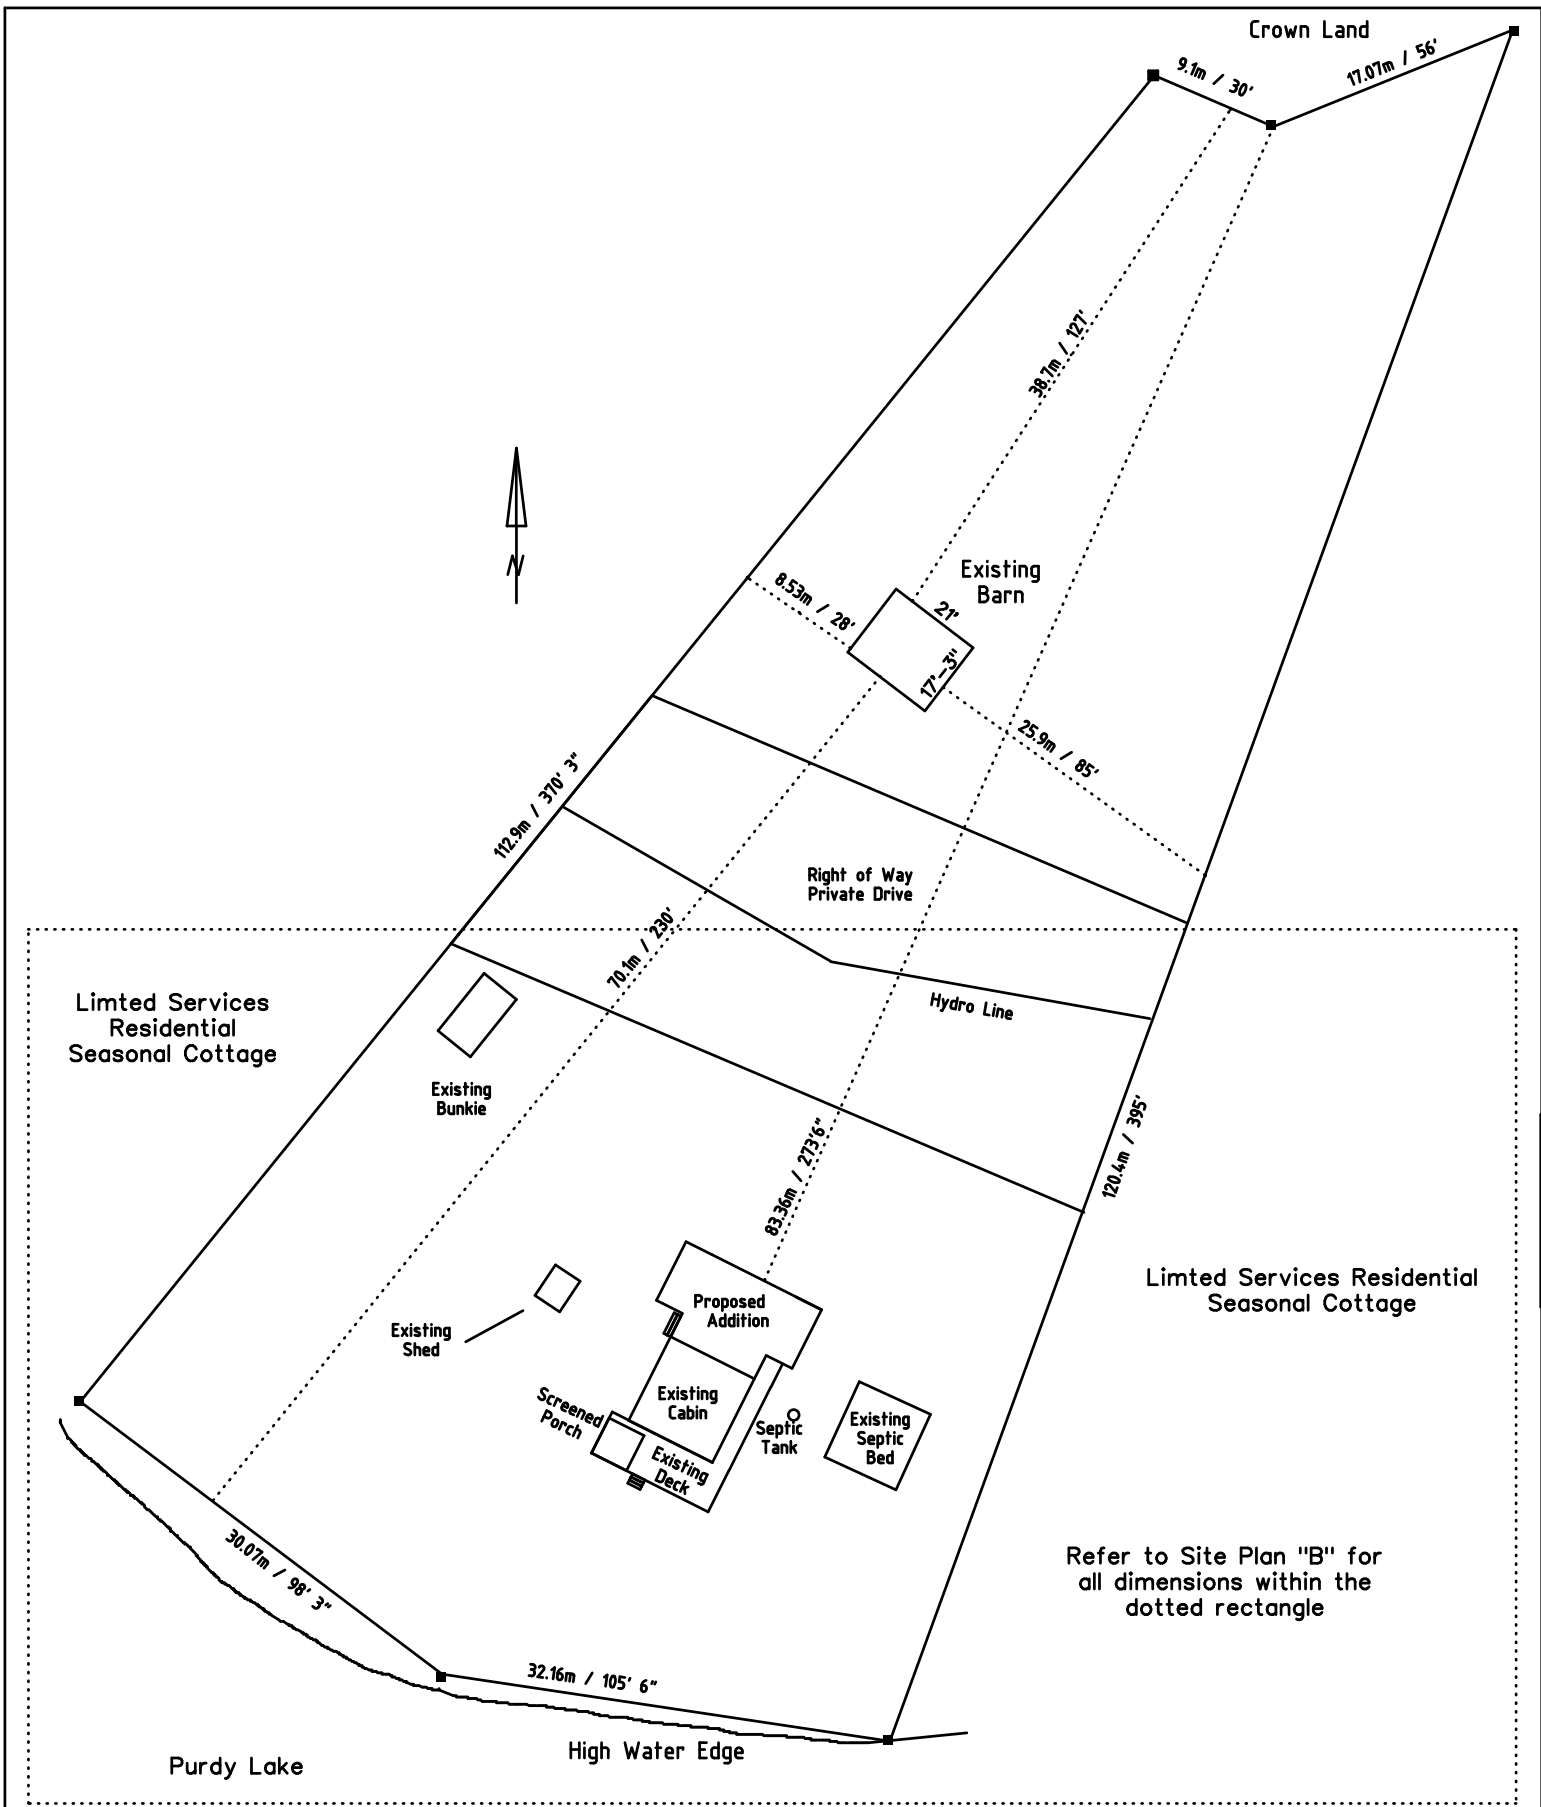 Crown Land
9.1m / 30'
17.07m / 56'
38.7m / 127'
Existing
Barn
21'
17'-3"
8.53m / 28'
25.9m / 85'
112.9m / 370' 3"
Right of Way
Private Drive
70.1m / 230'
N
Hydro Line
Limted Services
Residential
Seasonal Cottage
Existing
Bunkie
83.36m / 273'6"
120.4m / 395'
Limted Services Residential
Seasonal Cottage
Proposed
Addition
Existing
Shed
Existing
Cabin
Screened
Porch
Septic
Tank
Existing
Septic
Bed
Existing
Deck
30.07m / 98' 3"
Refer to Site Plan "B" for
all dimensions within the
dotted rectangle
32.16m / 105' 6"
High Water Edge
Purdy Lake